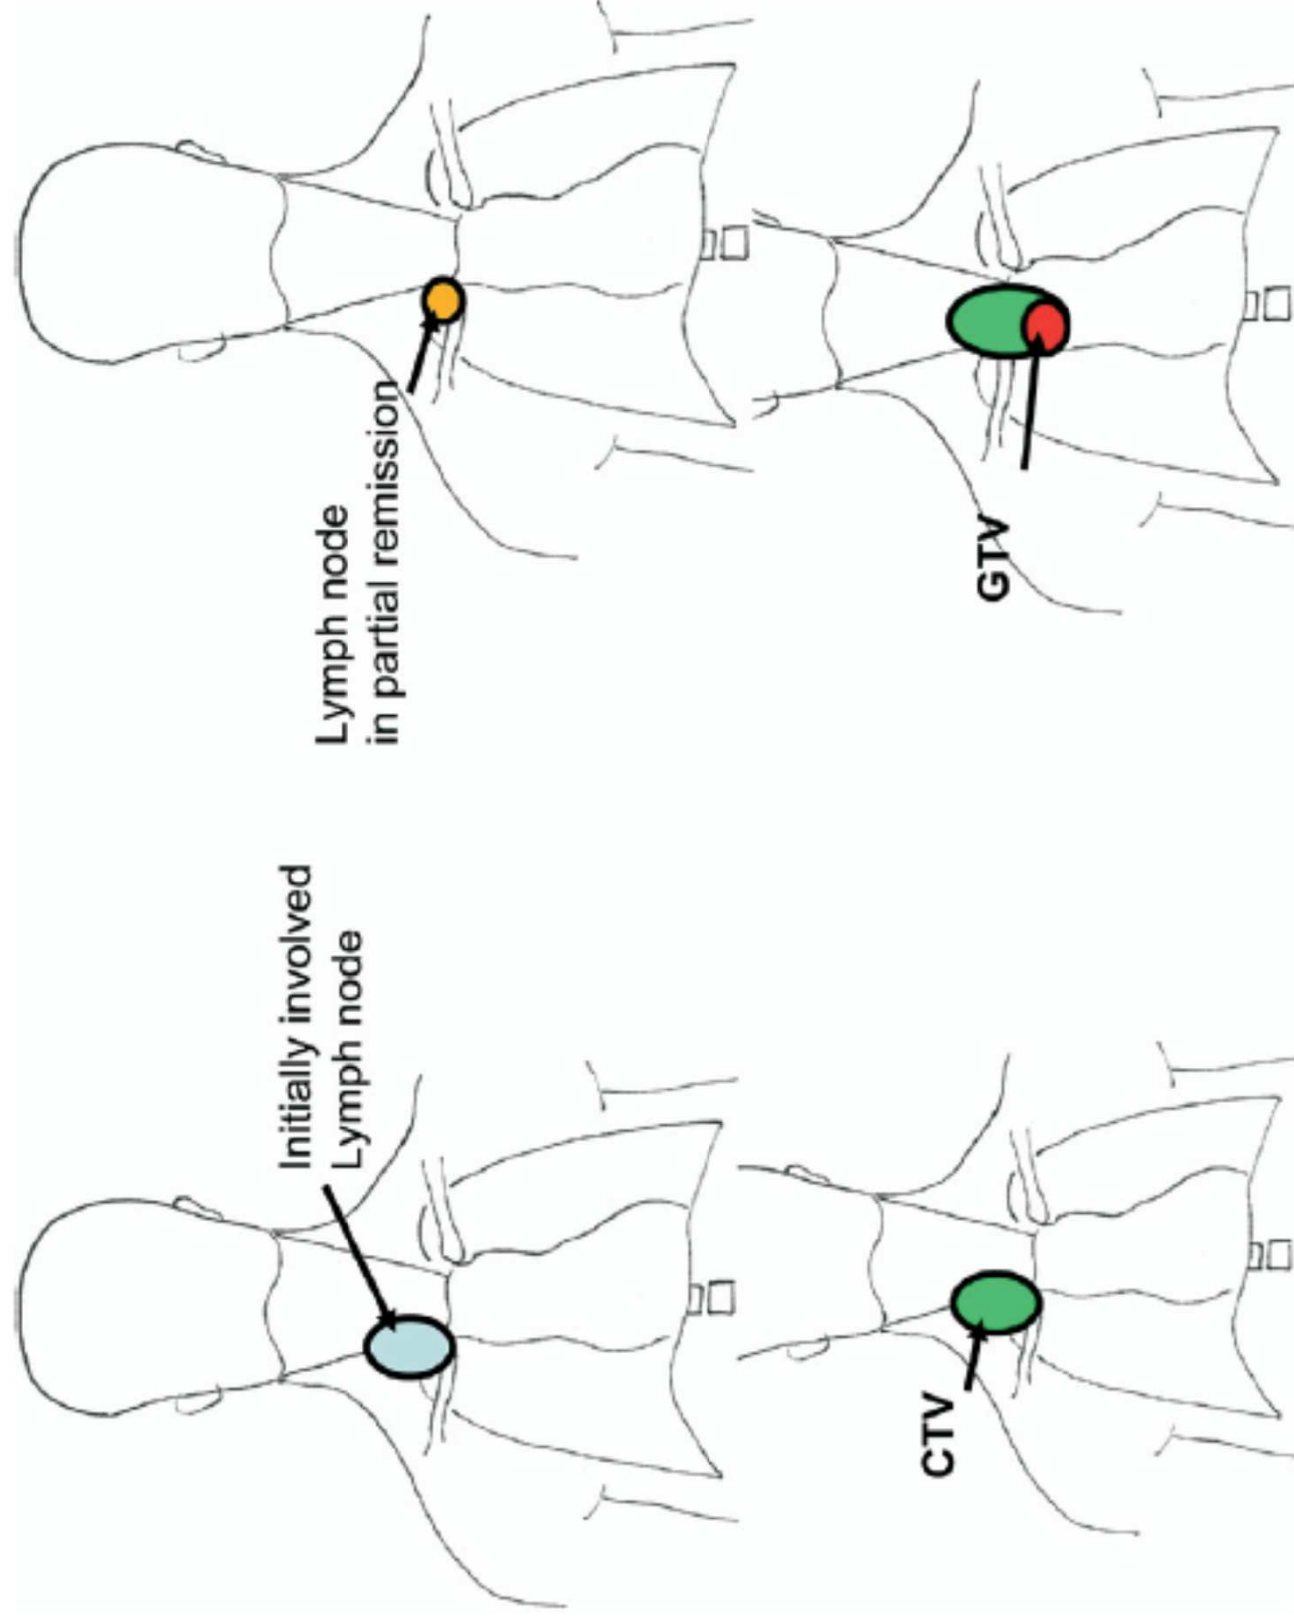 Initially involved
Lymph node
Lymph node
in partial remission
CTV
GTV